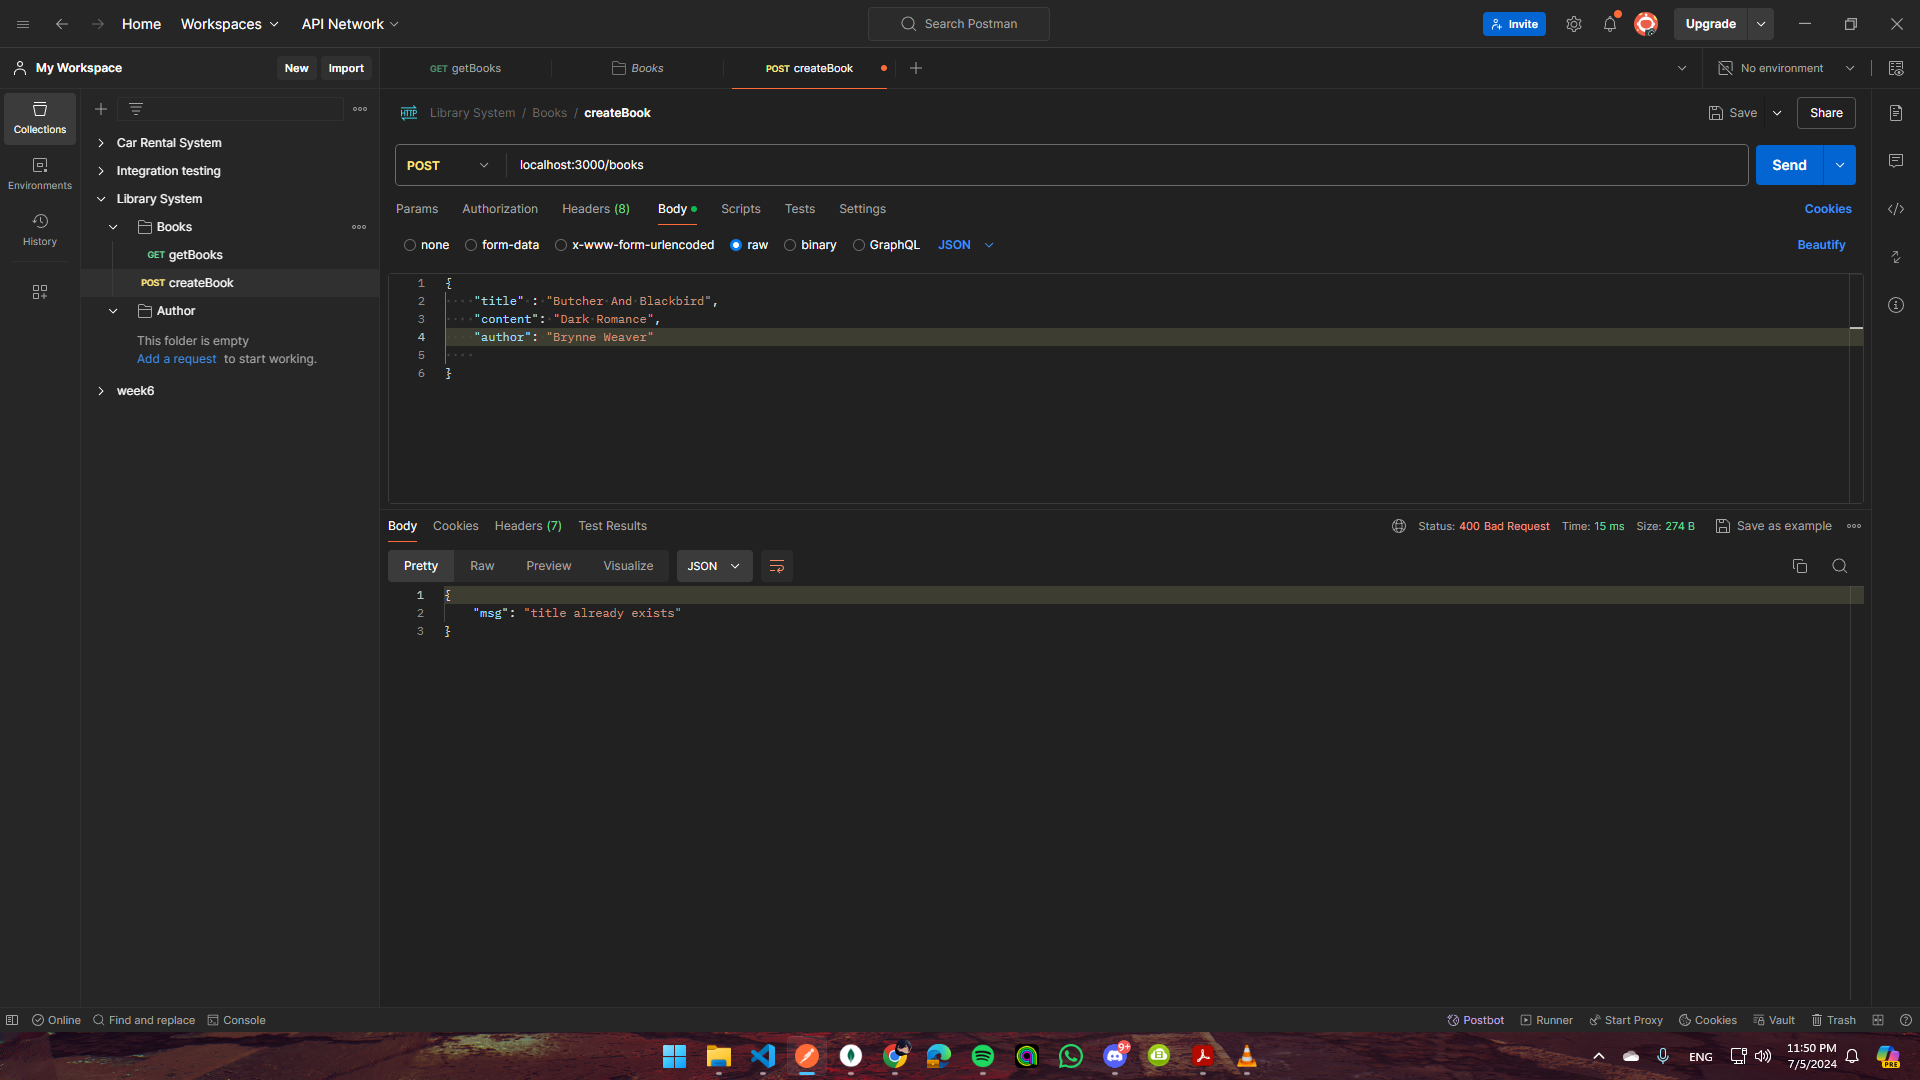 Home Workspaces API Network Search Postman Invite Upgrade
My Workspace New Import GET getBooks Books POST createBook No environment
Collections
Environments
History
Car Rental System
Integration testing
Library System
Books
GET getBooks
POST createBook
Author
This folder is empty
Add a request to start working.
week6
HTTP Library System / Books / createBook Save Share
POST localhost:3000/books Send
Params Authorization Headers (8) Body Scripts Tests Settings Cookies
none form-data x-www-form-urlencoded raw binary GraphQL JSON Beautify
1 {
2 "title" : "Butcher And Blackbird",
3 "content": "Dark Romance",
4 "author": "Brynne Weaver"
5
6 }
Body Cookies Headers (7) Test Results Status: 400 Bad Request Time: 15 ms Size: 274 B Save as example
Pretty Raw Preview Visualize JSON
1 {
2 "msg": "title already exists"
3 }
Online Find and replace Console Postbot Runner Start Proxy Cookies Vault Trash
9+ ENG 11:50 PM
7/5/2024
PRE